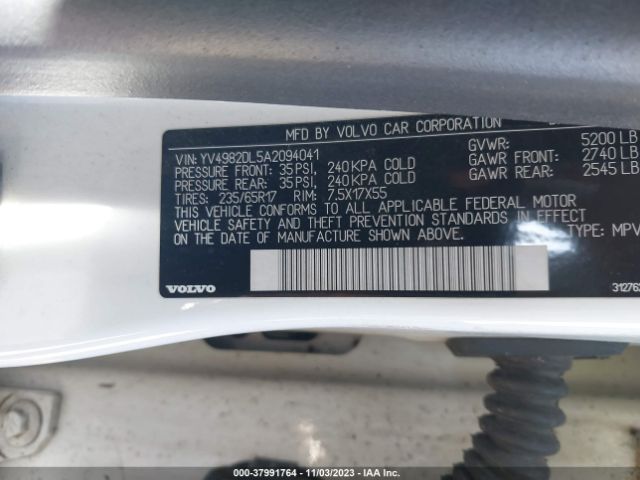 MFD BY VOLVO CAR CORPORATION
VIN: YV4982DL5A2094041
GVWR: 5200 LB
PRESSURE FRONT: 35PSI, 240KPA COLD
GAWR FRONT: 2740 LB
PRESSURE REAR: 35PSI, 240KPA COLD
GAWR REAR: 2545 LB
TIRES: 235/65R17 RIM: 7.5X17X55
THIS VEHICLE CONFORMS TO ALL APPLICABLE FEDERAL MOTOR
VEHICLE SAFETY AND THEFT PREVENTION STANDARDS IN EFFECT
ON THE DATE OF MANUFACTURE SHOWN ABOVE.
TYPE: MPV
VOLVO
31276
000-37991764 - 11/03/2023 - IAA Inc.